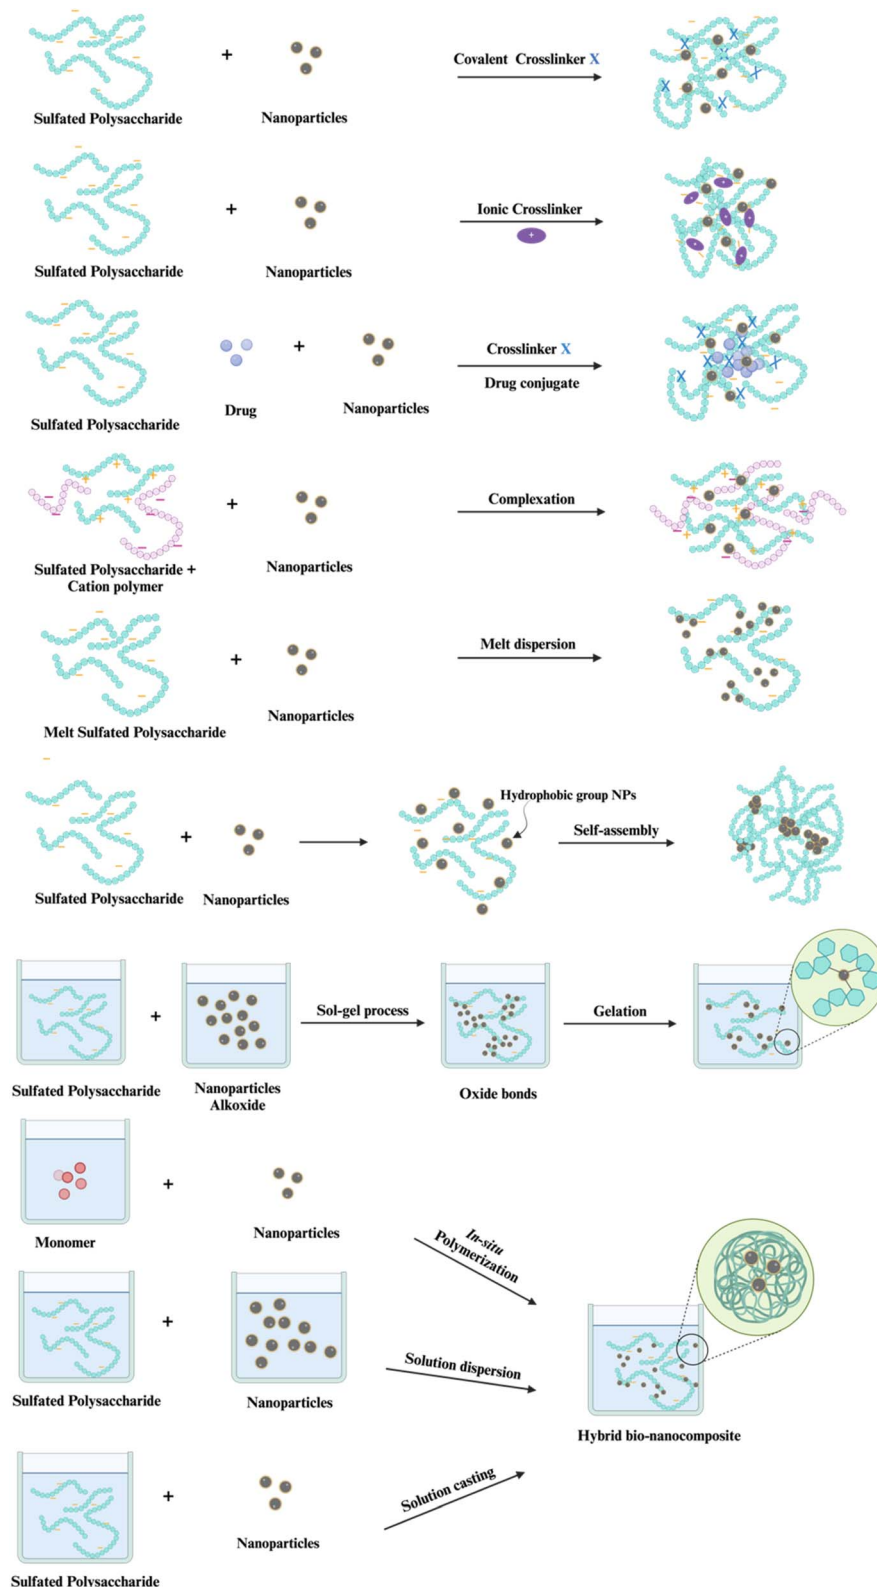 +
Covalent Crosslinker X
Sulfated Polysaccharide
Nanoparticles
+
Ionic Crosslinker
+
Sulfated Polysaccharide
Nanoparticles
+
Crosslinker X
Drug conjugate
Drug
Nanoparticles
Sulfated Polysaccharide
+
Complexation
Sulfated Polysaccharide +
Cation polymer
Nanoparticles
+
Melt dispersion
Nanoparticles
Melt Sulfated Polysaccharide
Hydrophobic group NPs
+
Self-assembly
Sulfated Polysaccharide
Nanoparticles
+
Sol-gel process
Gelation
Sulfated Polysaccharide
Nanoparticles
Alkoxide
Oxide bonds
+
Monomer
Nanoparticles
In-situ
Polymerization
+
Solution dispersion
Sulfated Polysaccharide
Nanoparticles
Hybrid bio-nanocomposite
+
Solution casting
Nanoparticles
Sulfated Polysaccharide